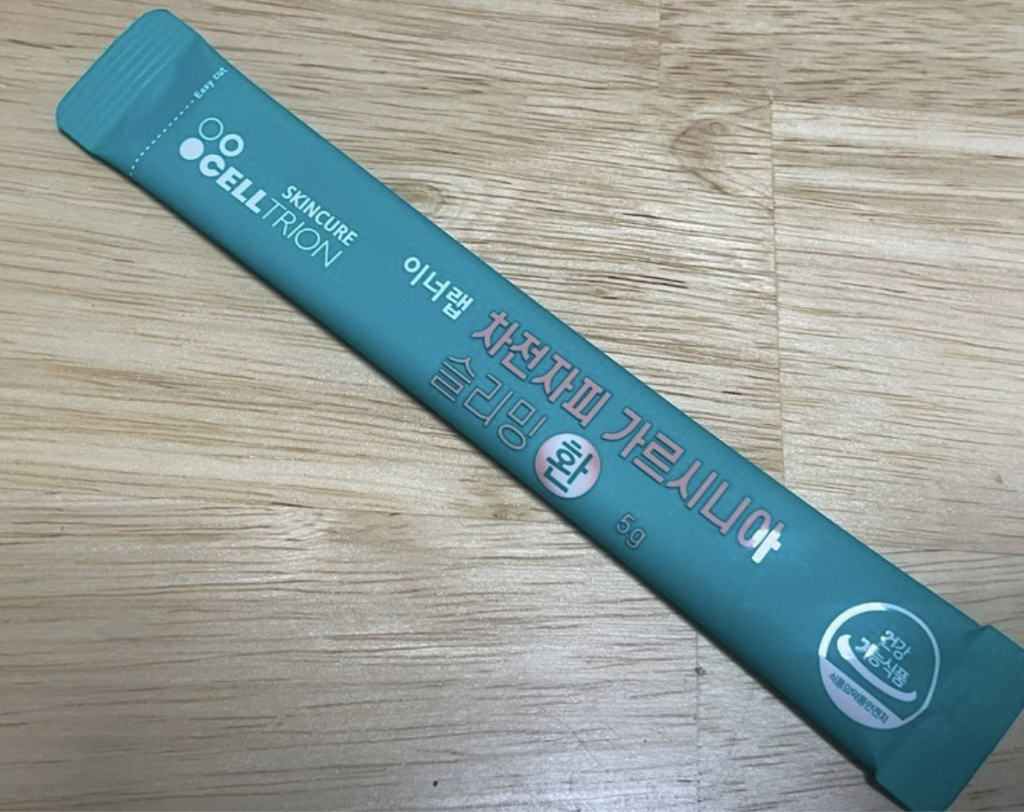 Easy cut
CELLTRION
SKINCURE
이너랩
차전자피 가르시니아
슬리밍 환
5g
건강
기능식품
식품의약품안전처